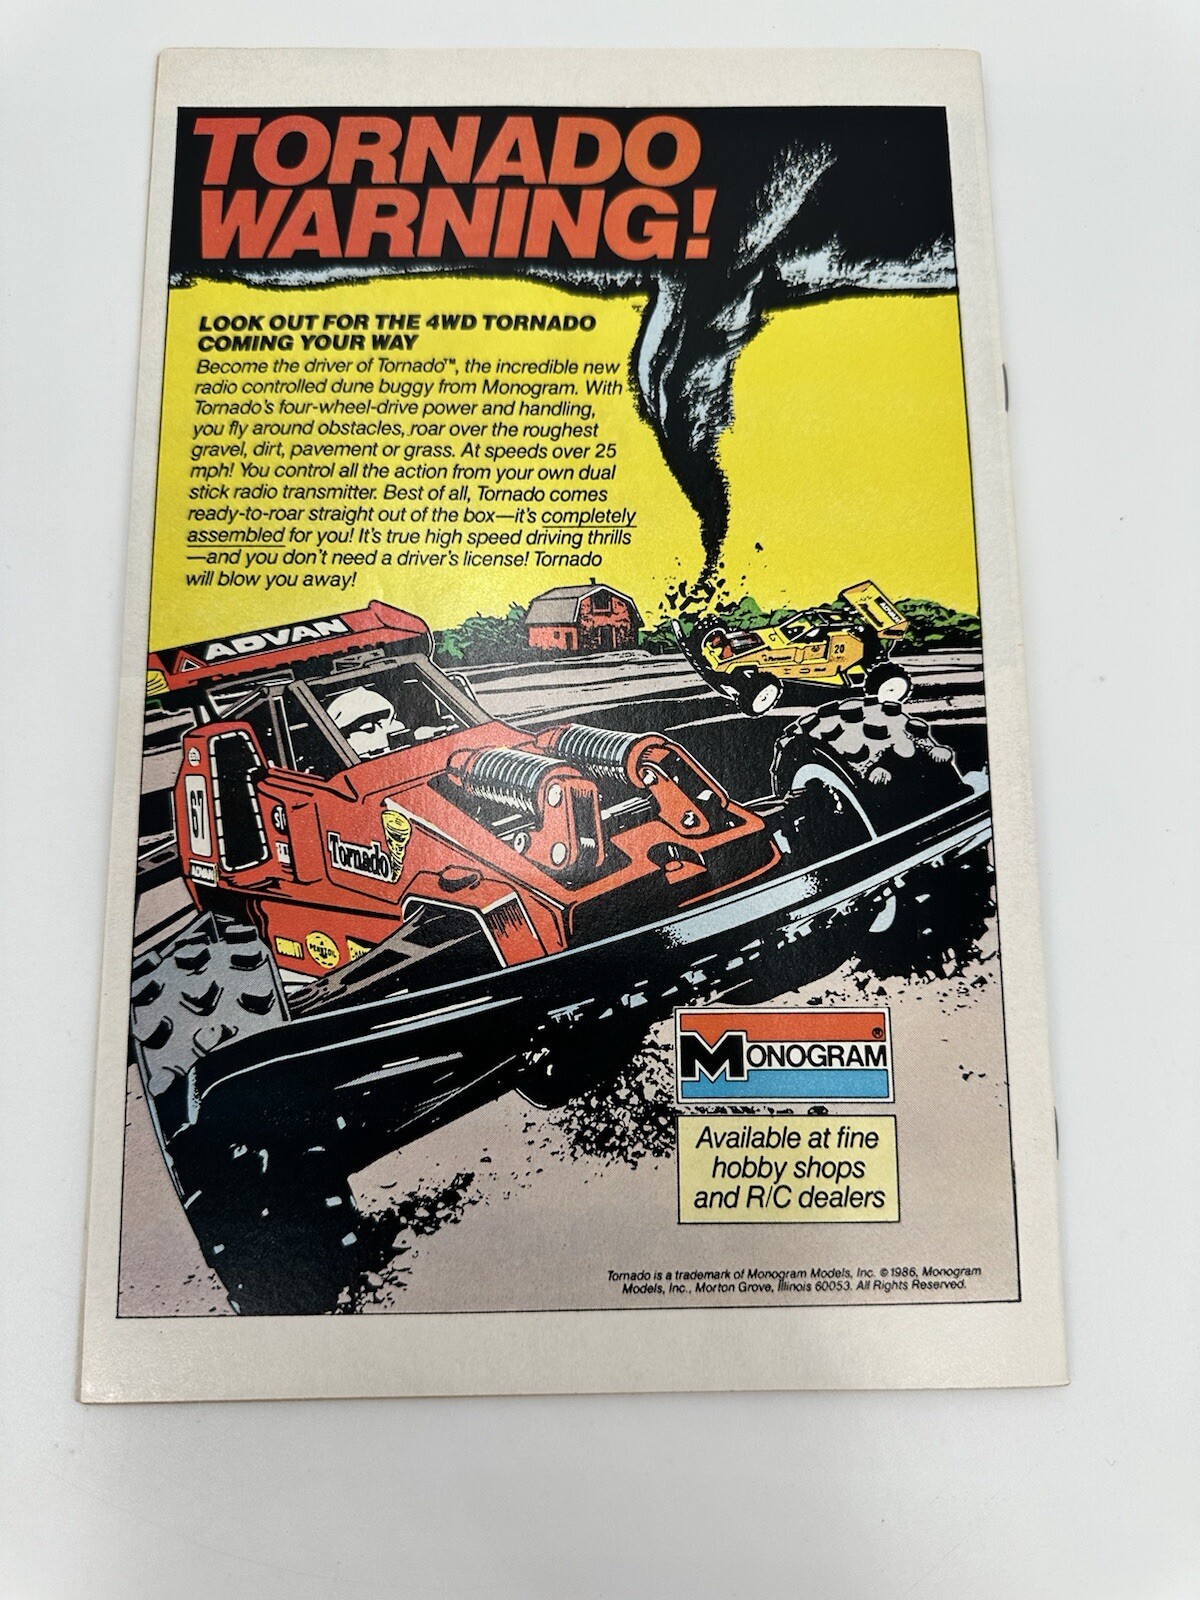 TORNADO
WARNING!
LOOK OUT FOR THE 4WD TORNADO
COMING YOUR WAY
Become the driver of Tornado™, the incredible new
radio controlled dune buggy from Monogram. With
Tornado's four-wheel-drive power and handling,
you fly around obstacles, roar over the roughest
gravel, dirt, pavement or grass. At speeds over 25
mph! You control all the action from your own dual
stick radio transmitter. Best of all, Tornado comes
ready-to-roar straight out of the box—it's completely
assembled for you! It's true high speed driving thrills
—and you don't need a driver's license! Tornado
will blow you away!
ADVAN
20
67
Tornado
ADVAN
PENNZOIL
MONOGRAM®
Available at fine
hobby shops
and R/C dealers
Tornado is a trademark of Monogram Models, Inc. © 1986, Monogram
Models, Inc., Morton Grove, Illinois 60053. All Rights Reserved.